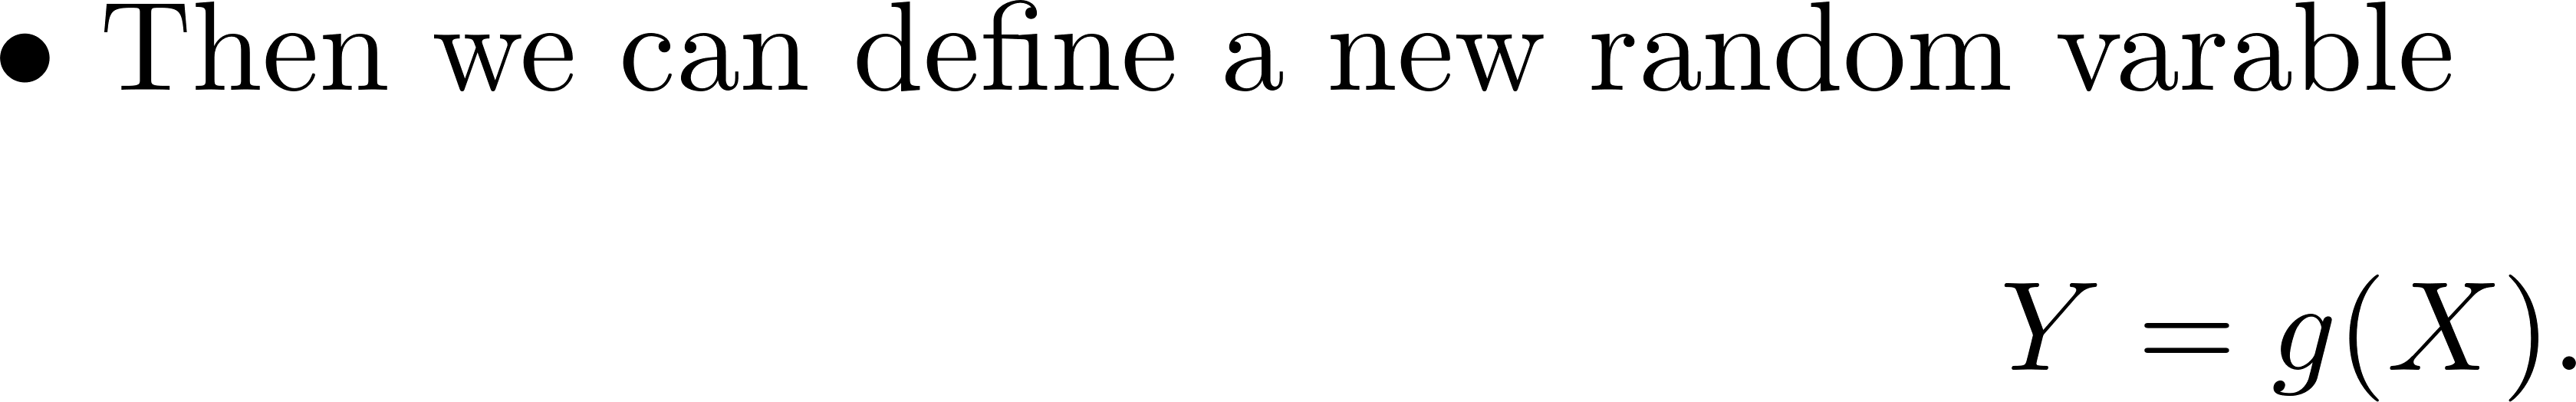 • Then we can define a new random varable
Y = g(X).